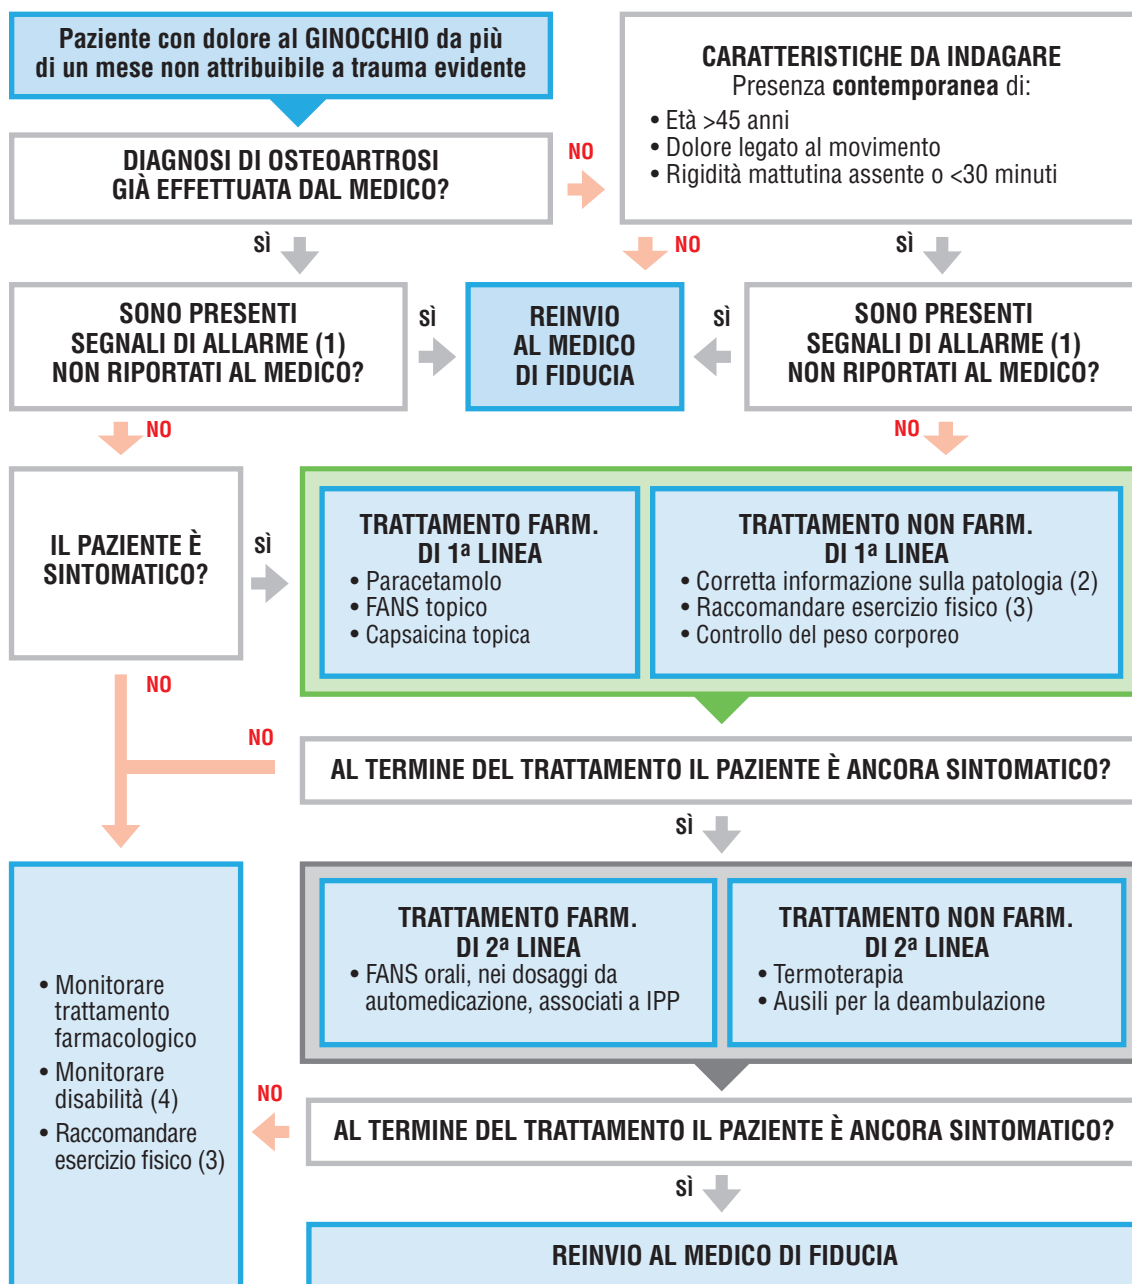 Paziente con dolore al GINOCCHIO da più
di un mese non attribuibile a trauma evidente
CARATTERISTICHE DA INDAGARE
Presenza contemporanea di:
• Età >45 anni
• Dolore legato al movimento
• Rigidità mattutina assente o <30 minuti
DIAGNOSI DI OSTEOARTROSI
GIÀ EFFETTUATA DAL MEDICO?
NO
SÌ
NO
SÌ
SONO PRESENTI
SEGNALI DI ALLARME (1)
NON RIPORTATI AL MEDICO?
SÌ
REINVIO
AL MEDICO
DI FIDUCIA
SÌ
SONO PRESENTI
SEGNALI DI ALLARME (1)
NON RIPORTATI AL MEDICO?
NO
NO
IL PAZIENTE È
SINTOMATICO?
SÌ
TRATTAMENTO FARM.
DI 1ª LINEA
• Paracetamolo
• FANS topico
• Capsaicina topica
TRATTAMENTO NON FARM.
DI 1ª LINEA
• Corretta informazione sulla patologia (2)
• Raccomandare esercizio fisico (3)
• Controllo del peso corporeo
NO
NO
AL TERMINE DEL TRATTAMENTO IL PAZIENTE È ANCORA SINTOMATICO?
SÌ
TRATTAMENTO FARM.
DI 2ª LINEA
• FANS orali, nei dosaggi da
automedicazione, associati a IPP
TRATTAMENTO NON FARM.
DI 2ª LINEA
• Termoterapia
• Ausili per la deambulazione
• Monitorare
trattamento
farmacologico
• Monitorare
disabilità (4)
• Raccomandare
esercizio fisico (3)
NO
AL TERMINE DEL TRATTAMENTO IL PAZIENTE È ANCORA SINTOMATICO?
SÌ
REINVIO AL MEDICO DI FIDUCIA